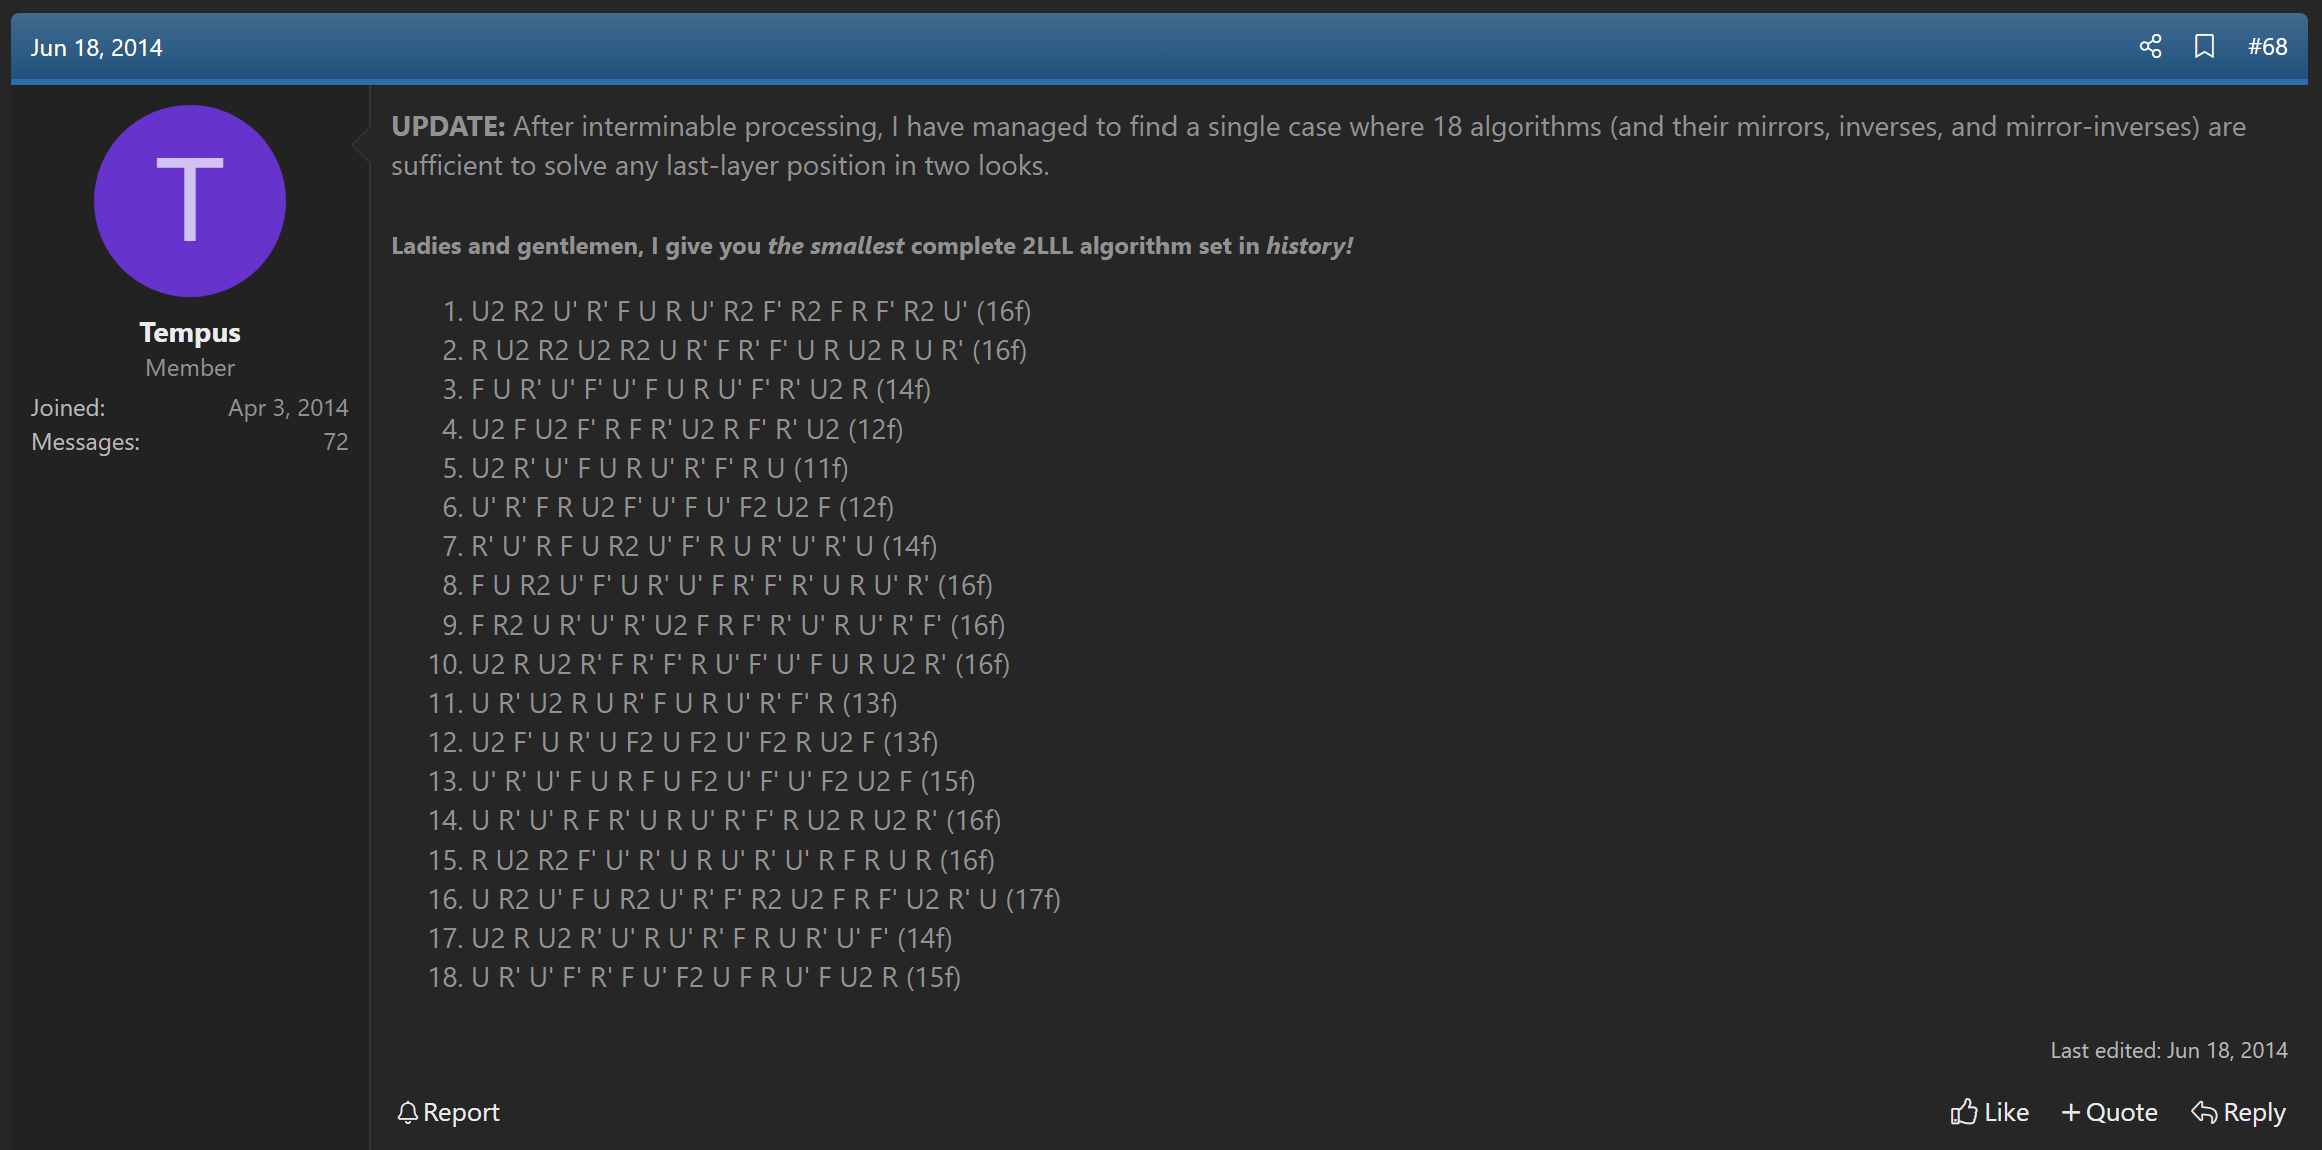 Jun 18, 2014
#68
T
Tempus
Member
Joined: Apr 3, 2014
Messages: 72
UPDATE: After interminable processing, I have managed to find a single case where 18 algorithms (and their mirrors, inverses, and mirror-inverses) are
sufficient to solve any last-layer position in two looks.
Ladies and gentlemen, I give you the smallest complete 2LLL algorithm set in history!
1. U2 R2 U' R' F U R U' R2 F' R2 F R F' R2 U' (16f)
2. R U2 R2 U2 R2 U R' F R' F' U R U2 R U R' (16f)
3. F U R' U' F' U' F U R U' F' R' U2 R (14f)
4. U2 F U2 F' R F R' U2 R F' R' U2 (12f)
5. U2 R' U' F U R U' R' F' R U (11f)
6. U' R' F R U2 F' U' F U' F2 U2 F (12f)
7. R' U' R F U R2 U' F' R U R' U' R' U (14f)
8. F U R2 U' F' U R' U' F R' F' R' U R U' R' (16f)
9. F R2 U R' U' R' U2 F R F' R' U' R U' R' F' (16f)
10. U2 R U2 R' F R' F' R U' F' U' F U R U2 R' (16f)
11. U R' U2 R U R' F U R U' R' F' R (13f)
12. U2 F' U R' U F2 U F2 U' F2 R U2 F (13f)
13. U' R' U' F U R F U F2 U' F' U' F2 U2 F (15f)
14. U R' U' R F R' U R U' R' F' R U2 R U2 R' (16f)
15. R U2 R2 F' U' R' U R U' R' U' R F R U R (16f)
16. U R2 U' F U R2 U' R' F' R2 U2 F R F' U2 R' U (17f)
17. U2 R U2 R' U' R U' R' F R U R' U' F' (14f)
18. U R' U' F' R' F U' F2 U F R U' F U2 R (15f)
Last edited: Jun 18, 2014
Report
Like
Quote
Reply